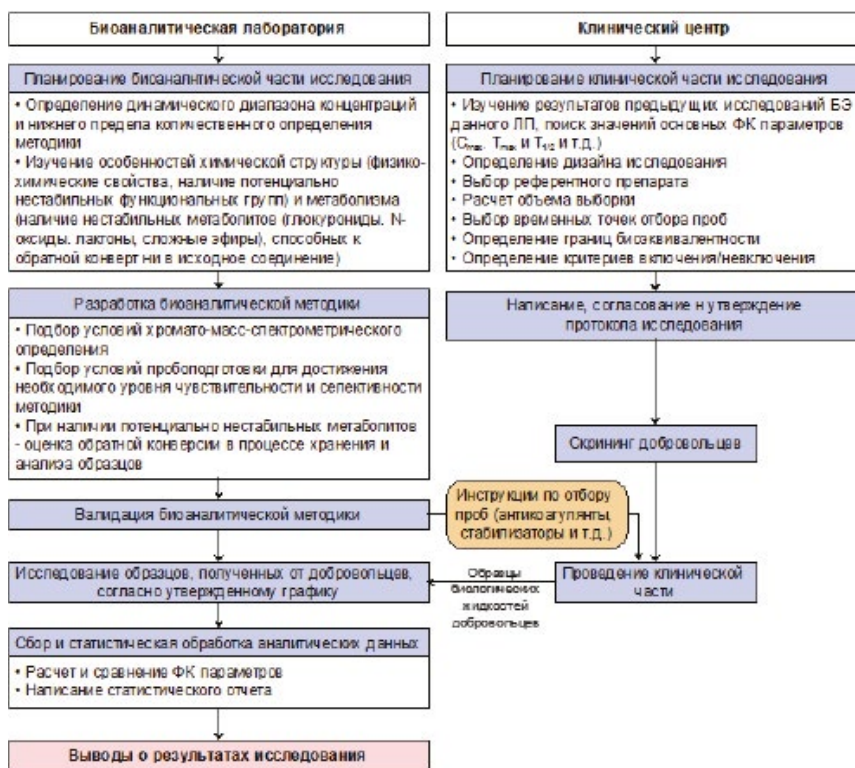 Биоаналитическая лаборатория
Планирование биоаналитической части исследования
• Определение динамического диапазона концентраций
и нижнего предела количественного определения
методики
• Изучение особенностей химической структуры (физико-
химические свойства, наличие потенциально
нестабильных функциональных групп) и метаболизма
(наличие нестабильных метаболитов (глюкурониды. N-
оксиды. лактоны, сложные эфиры), способных к
обратной конверт ни в исходное соединение)
Разработка биоаналитической методики
• Подбор условий хромато-масс-спектрометрического
определения
• Подбор условий пробоподготовки для достижения
необходимого уровня чувствительности и селективности
методики
• При наличии потенциально нестабильных метаболитов
- оценка обратной конверсии в процессе хранения и
анализа образцов
Валидация биоаналитической методики
Исследование образцов, полученных от добровольцев,
согласно утвержденному графику
Сбор и статистическая обработка аналитических данных
• Расчет и сравнение ФК параметров
• Написание статистического отчета
Выводы о результатах исследования
Клинический центр
Планирование клинической части исследования
• Изучение результатов предыдущих исследований БЭ
данного ЛП, поиск значений основных ФК параметров
(Cmax. Tmax и T1/2 и т.д.)
• Определение дизайна исследования
• Выбор референтного препарата
• Расчет объема выборки
• Выбор временных точек отбора проб
• Определение границ биоэквивалентности
• Определение критериев включения/невключения
Написание, согласование н утверждение
протокола исследования
Скрининг добровольцев
Инструкции по отбору
проб (антикоагулянты,
стабилизаторы и т.д.)
Проведение клинической
части
Образцы
биологических
жидкостей
добровольцев